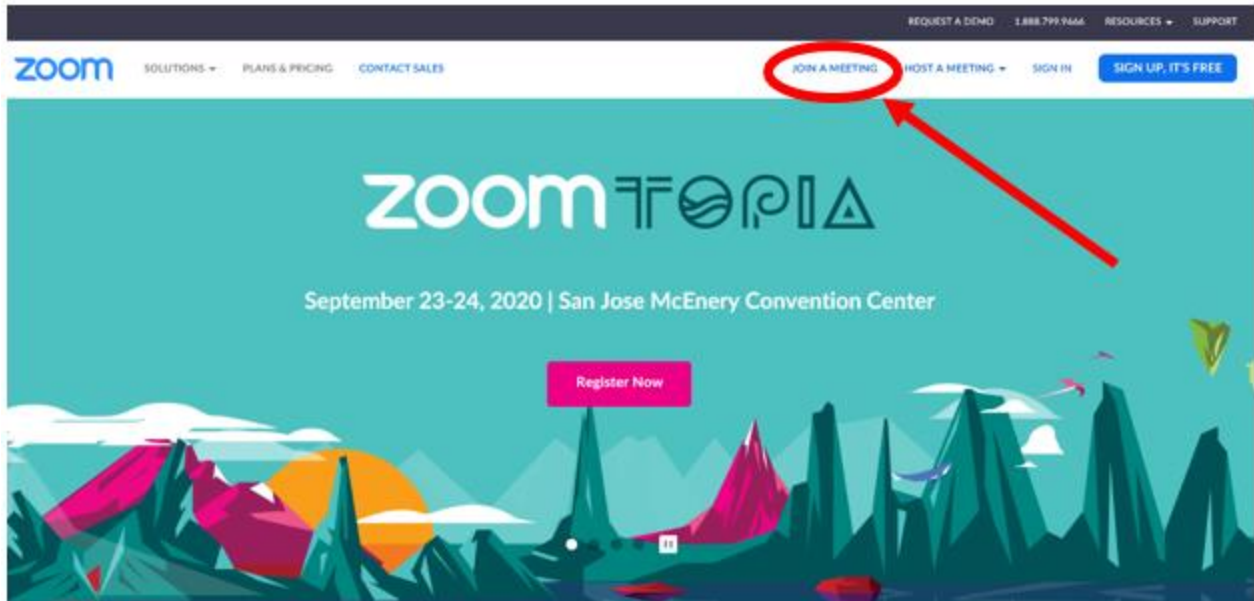 REQUEST A DEMO 1.888.799.9666 RESOURCES SUPPORT
zoom SOLUTIONS PLANS & PRICING CONTACT SALES JOIN A MEETING HOST A MEETING SIGN IN SIGN UP, IT'S FREE
zoomTOPIA
September 23-24, 2020 | San Jose McEnery Convention Center
Register Now